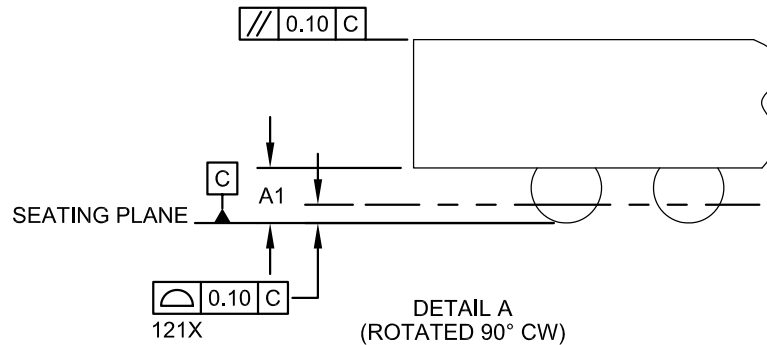 // 0.10 C
C
A1
SEATING PLANE
⌓ 0.10 C
121X
DETAIL A
(ROTATED 90° CW)